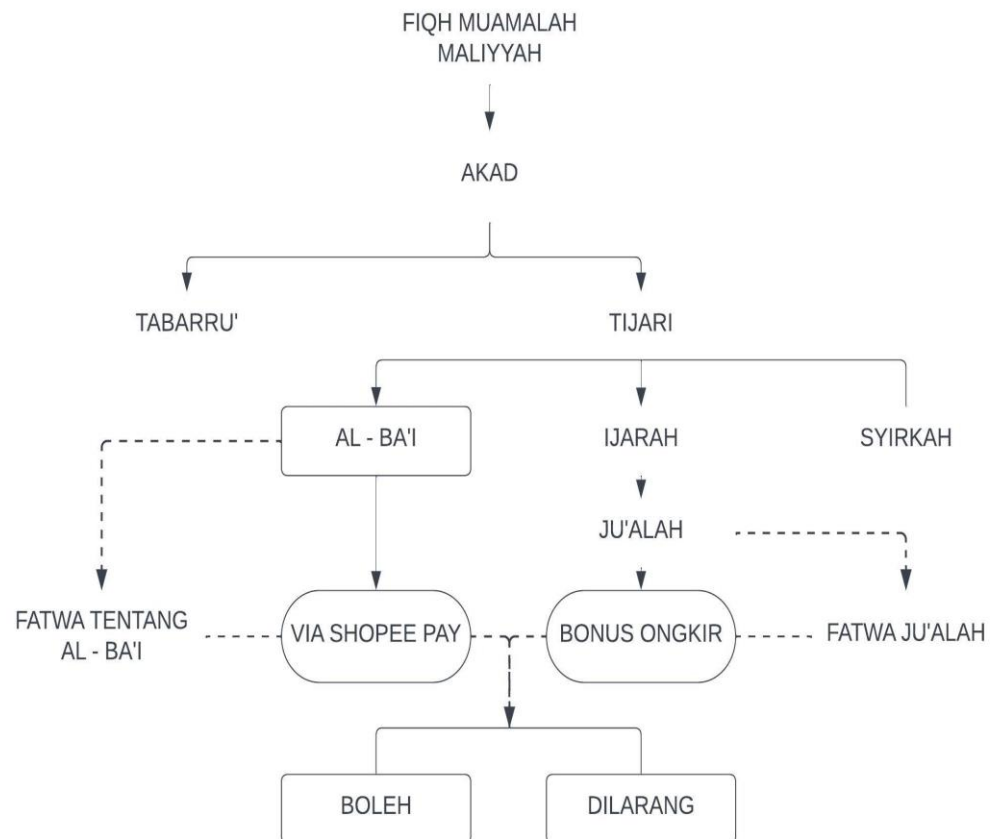 FIQH MUAMALAH
MALIYYAH
AKAD
TABARRU'
TIJARI
AL - BA'I
IJARAH
SYIRKAH
JU'ALAH
FATWA TENTANG
AL - BA'I
VIA SHOPEE PAY
BONUS ONGKIR
FATWA JU'ALAH
BOLEH
DILARANG